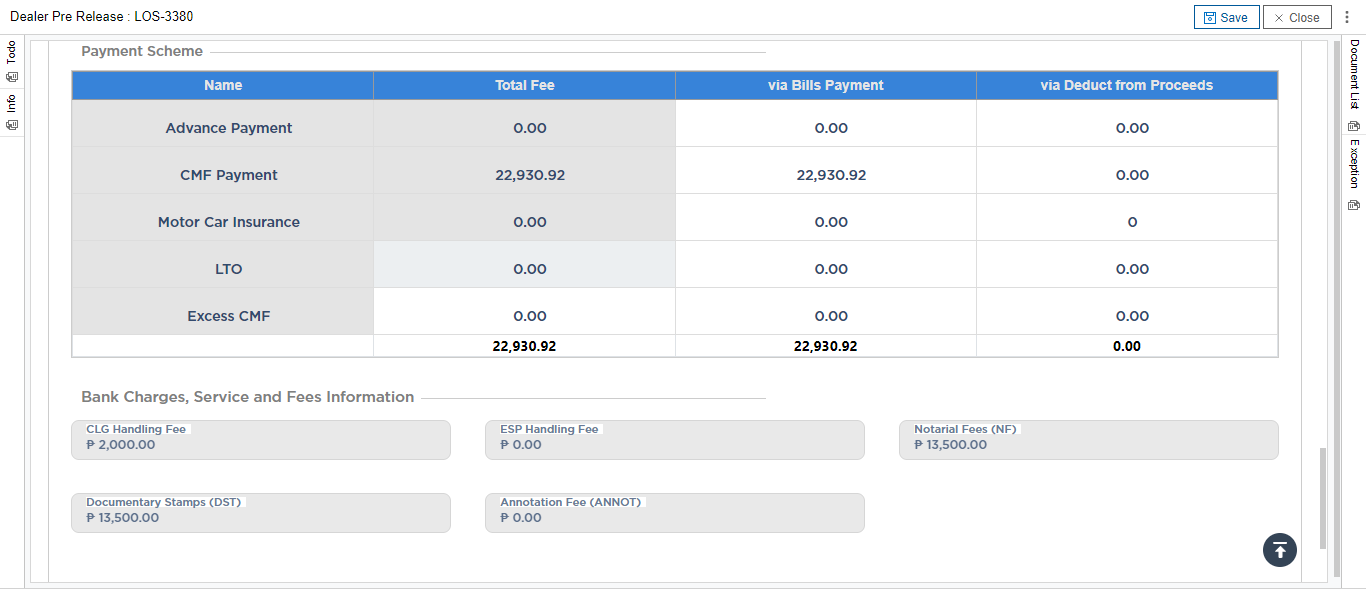 Dealer Pre Release : LOS-3380
Save
Close
Todo
Info
Document List
Exception
Payment Scheme
Name Total Fee via Bills Payment via Deduct from Proceeds
Advance Payment 0.00 0.00 0.00
CMF Payment 22,930.92 22,930.92 0.00
Motor Car Insurance 0.00 0.00 0
LTO 0.00 0.00 0.00
Excess CMF 0.00 0.00 0.00
22,930.92 22,930.92 0.00
Bank Charges, Service and Fees Information
CLG Handling Fee
₱ 2,000.00
ESP Handling Fee
₱ 0.00
Notarial Fees (NF)
₱ 13,500.00
Documentary Stamps (DST)
₱ 13,500.00
Annotation Fee (ANNOT)
₱ 0.00